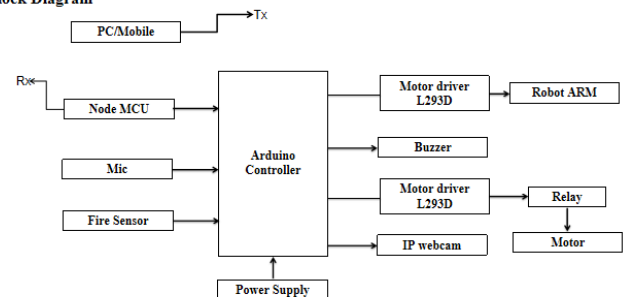 Block Diagram
PC/Mobile
Tx
Rx
Node MCU
Mic
Fire Sensor
Arduino
Controller
Motor driver
L293D
Robot ARM
Buzzer
Motor driver
L293D
Relay
IP webcam
Motor
Power Supply